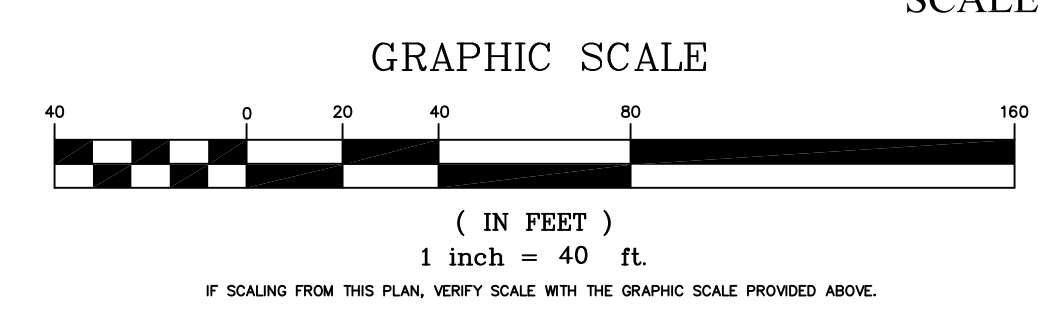 SCALE
GRAPHIC SCALE
40 0 20 40 80 160
( IN FEET )
1 inch = 40 ft.
IF SCALING FROM THIS PLAN, VERIFY SCALE WITH THE GRAPHIC SCALE PROVIDED ABOVE.